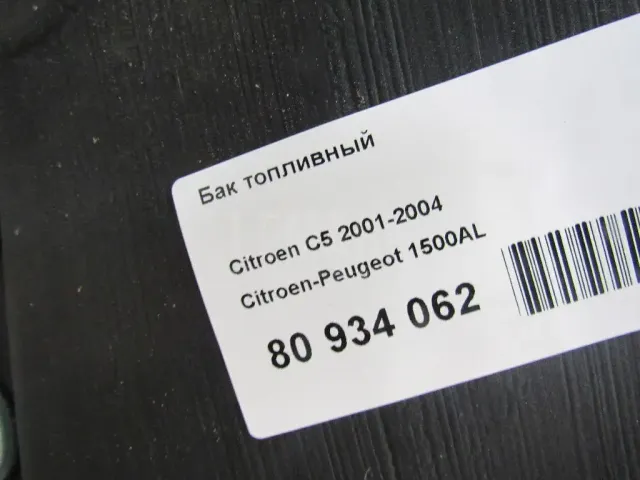 Бак топливный
Citroen C5 2001-2004
Citroen-Peugeot 1500AL
80 934 062